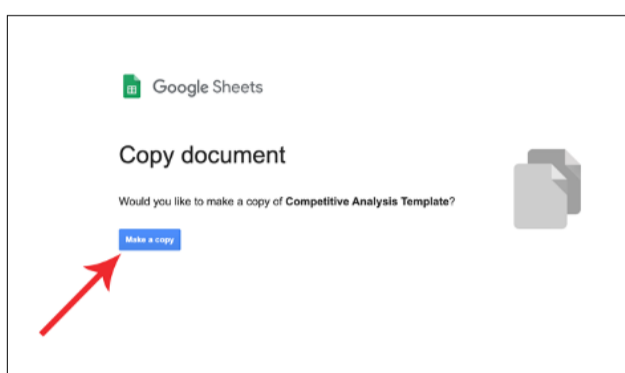 Google Sheets
Copy document
Would you like to make a copy of Competitive Analysis Template?
Make a copy